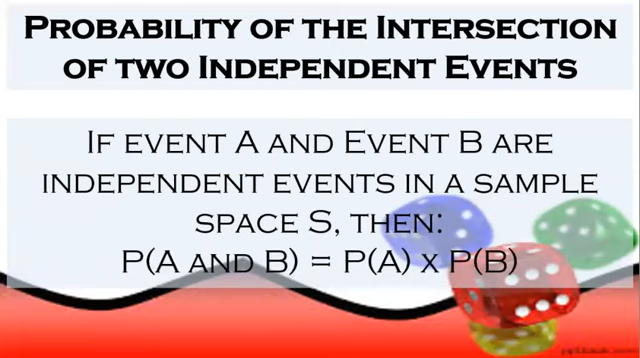 PROBABILITY OF THE INTERSECTION
OF TWO INDEPENDENT EVENTS
IF EVENT A AND EVENT B ARE
INDEPENDENT EVENTS IN A SAMPLE
SPACE S, THEN:
P(A AND B) = P(A) X P(B)